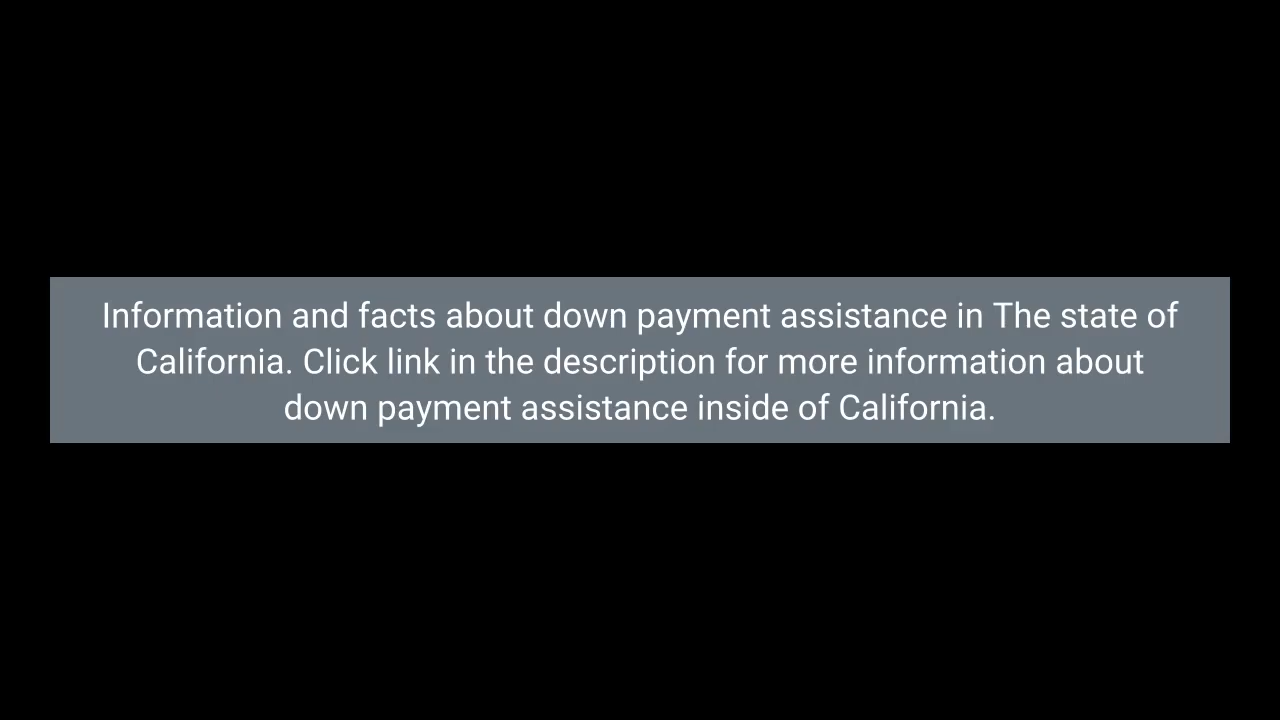 Information and facts about down payment assistance in The state of
California. Click link in the description for more information about
down payment assistance inside of California.